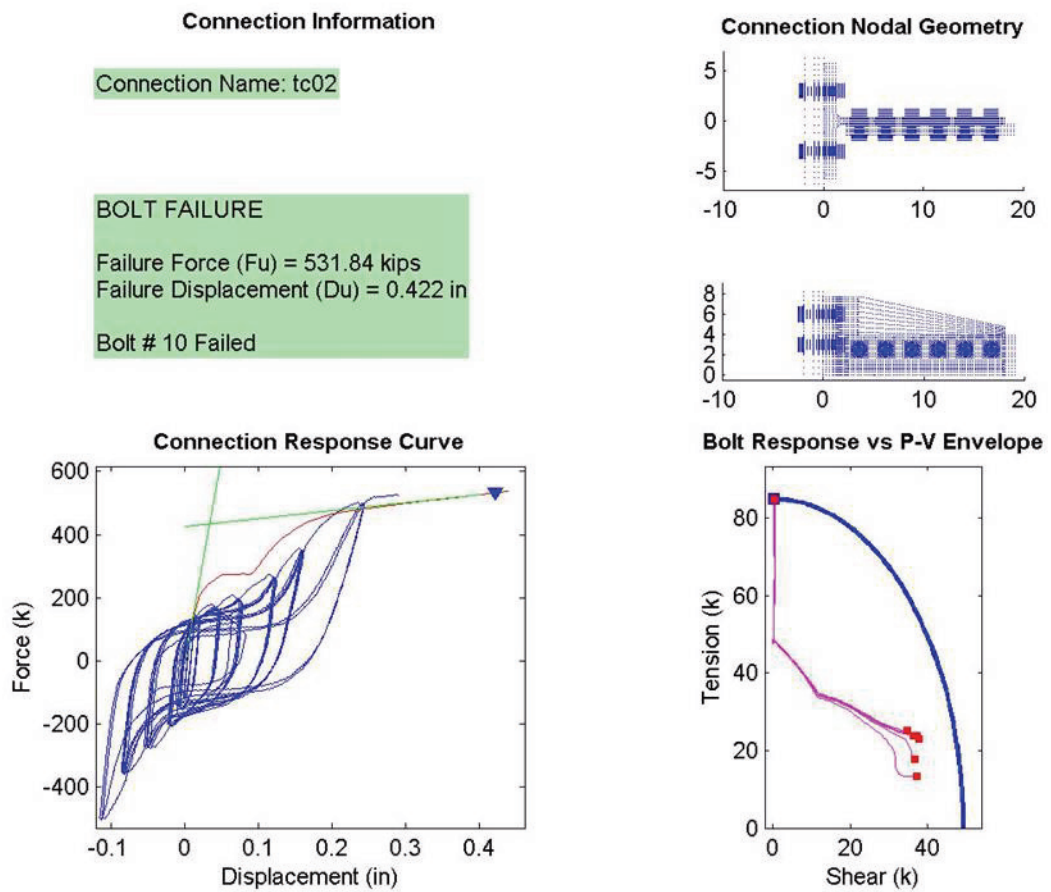 Connection Information
Connection Name: tc02
BOLT FAILURE
Failure Force (Fu) = 531.84 kips
Failure Displacement (Du) = 0.422 in
Bolt # 10 Failed
Connection Nodal Geometry
5
0
-5
-10 0 10 20
8
6
4
2
0
-10 0 10 20
Connection Response Curve
600
400
200
0
-200
-400
Force (k)
-0.1 0 0.1 0.2 0.3 0.4
Displacement (in)
Bolt Response vs P-V Envelope
80
60
40
20
0
Tension (k)
0 20 40
Shear (k)